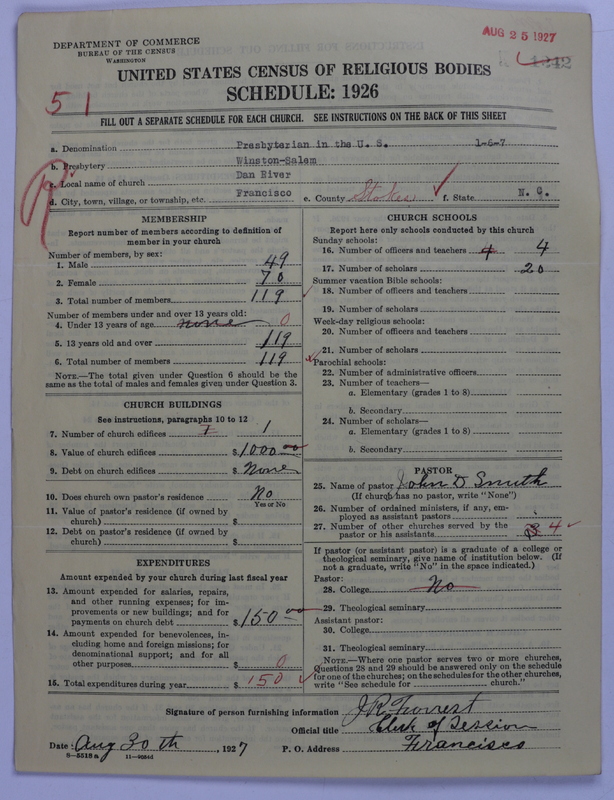 DEPARTMENT OF COMMERCE
BUREAU OF THE CENSUS
WASHINGTON
AUG 25 1927
UNITED STATES CENSUS OF RELIGIOUS BODIES
SCHEDULE: 1926
51
FILL OUT A SEPARATE SCHEDULE FOR EACH CHURCH. SEE INSTRUCTIONS ON THE BACK OF THIS SHEET
a. Denomination Presbyterian in the U. S. 1-6-7
b. Presbytery Winston-Salem
c. Local name of church Dan River
d. City, town, village, or township, etc. Francisco e. County Stokes f. State N. C.
MEMBERSHIP
Report number of members according to definition of
member in your church
Number of members, by sex:
1. Male 49
2. Female 70
3. Total number of members 119
Number of members under and over 13 years old:
4. Under 13 years of age none 0
5. 13 years old and over 119
6. Total number of members 119
NOTE.—The total given under Question 6 should be the
same as the total of males and females given under Question 3.
CHURCH BUILDINGS
See instructions, paragraphs 10 to 12
7. Number of church edifices 1 1
8. Value of church edifices $1000 00
9. Debt on church edifices $ None
10. Does church own pastor's residence No
Yes or No
11. Value of pastor's residence (if owned by
church) $
12. Debt on pastor's residence (if owned by
church) $
EXPENDITURES
Amount expended by your church during last fiscal year
13. Amount expended for salaries, repairs,
and other running expenses; for im-
provements or new buildings; and for
payments on church debt $150 00
14. Amount expended for benevolences, in-
cluding home and foreign missions; for
denominational support; and for all
other purposes $ 0
15. Total expenditures during year $ 150
CHURCH SCHOOLS
Report here only schools conducted by this church
Sunday schools:
16. Number of officers and teachers 4 4
17. Number of scholars 20
Summer vacation Bible schools:
18. Number of officers and teachers
19. Number of scholars
Week-day religious schools:
20. Number of officers and teachers
21. Number of scholars
Parochial schools:
22. Number of administrative officers
23. Number of teachers—
a. Elementary (grades 1 to 8)
b. Secondary
24. Number of scholars—
a. Elementary (grades 1 to 8)
b. Secondary
PASTOR
25. Name of pastor John D Smith
(If church has no pastor, write "None")
26. Number of ordained ministers, if any, em-
ployed as assistant pastors
27. Number of other churches served by the
pastor or his assistants 4
If pastor (or assistant pastor) is a graduate of a college or
theological seminary, give name of institution below. (If
not a graduate, write "No" in the space indicated.)
Pastor:
28. College No
29. Theological seminary
Assistant pastor:
30. College
31. Theological seminary
NOTE.—Where one pastor serves two or more churches,
Questions 28 and 29 should be answered only on the schedule
for one of the churches; on the schedules for the other churches,
write "See schedule for church."
Signature of person furnishing information J R Forrest
Official title Clerk of Session
Date: Aug 30 th, 1927 P. O. Address Francisco
8-5518 a 11-9564d